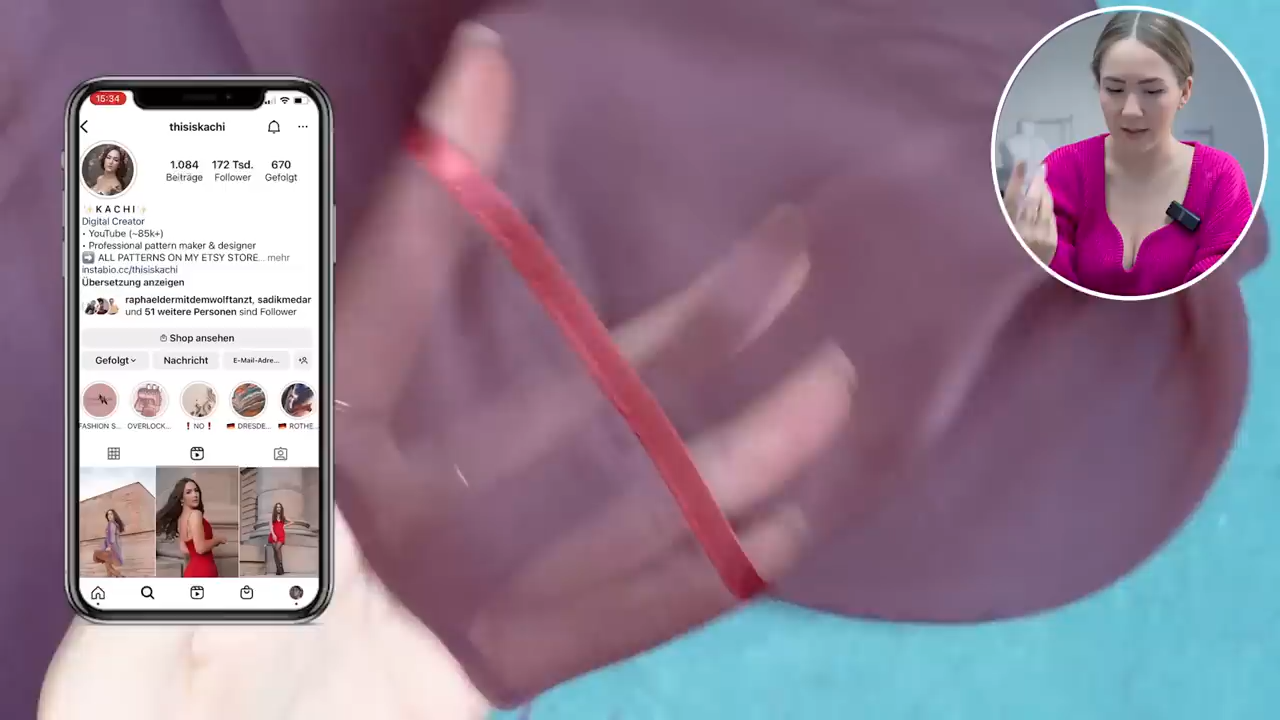 15:34
thisiskachi
1.084 172 Tsd. 670
Beiträge Follower Gefolgt
✨ K A C H I ✨
Digital Creator
• YouTube (~85k+)
• Professional pattern maker & designer
➡️ ALL PATTERNS ON MY ETSY STORE... mehr
instabio.cc/thisiskachi
Übersetzung anzeigen
raphaeldermitdemwolftanzt, sadikmedar
und 51 weitere Personen sind Follower
Shop ansehen
Gefolgt Nachricht E-Mail-Adre...
FASHION S... OVERLOCK... ❗NO❗ 🇩🇪 DRESDE... 🇩🇪 ROTHE...